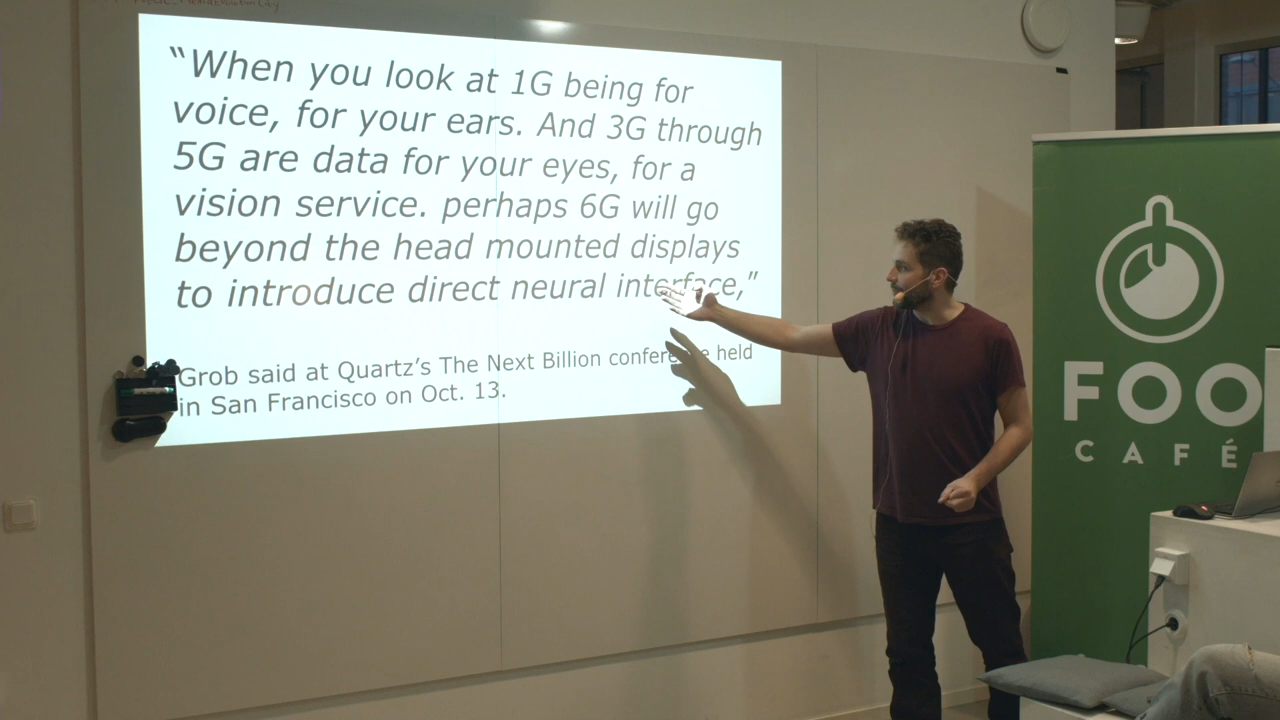 “When you look at 1G being for
voice, for your ears. And 3G through
5G are data for your eyes, for a
vision service. perhaps 6G will go
beyond the head mounted displays
to introduce direct neural interface,”
Grob said at Quartz’s The Next Billion conference held
in San Francisco on Oct. 13.
FOO
CAFÉ